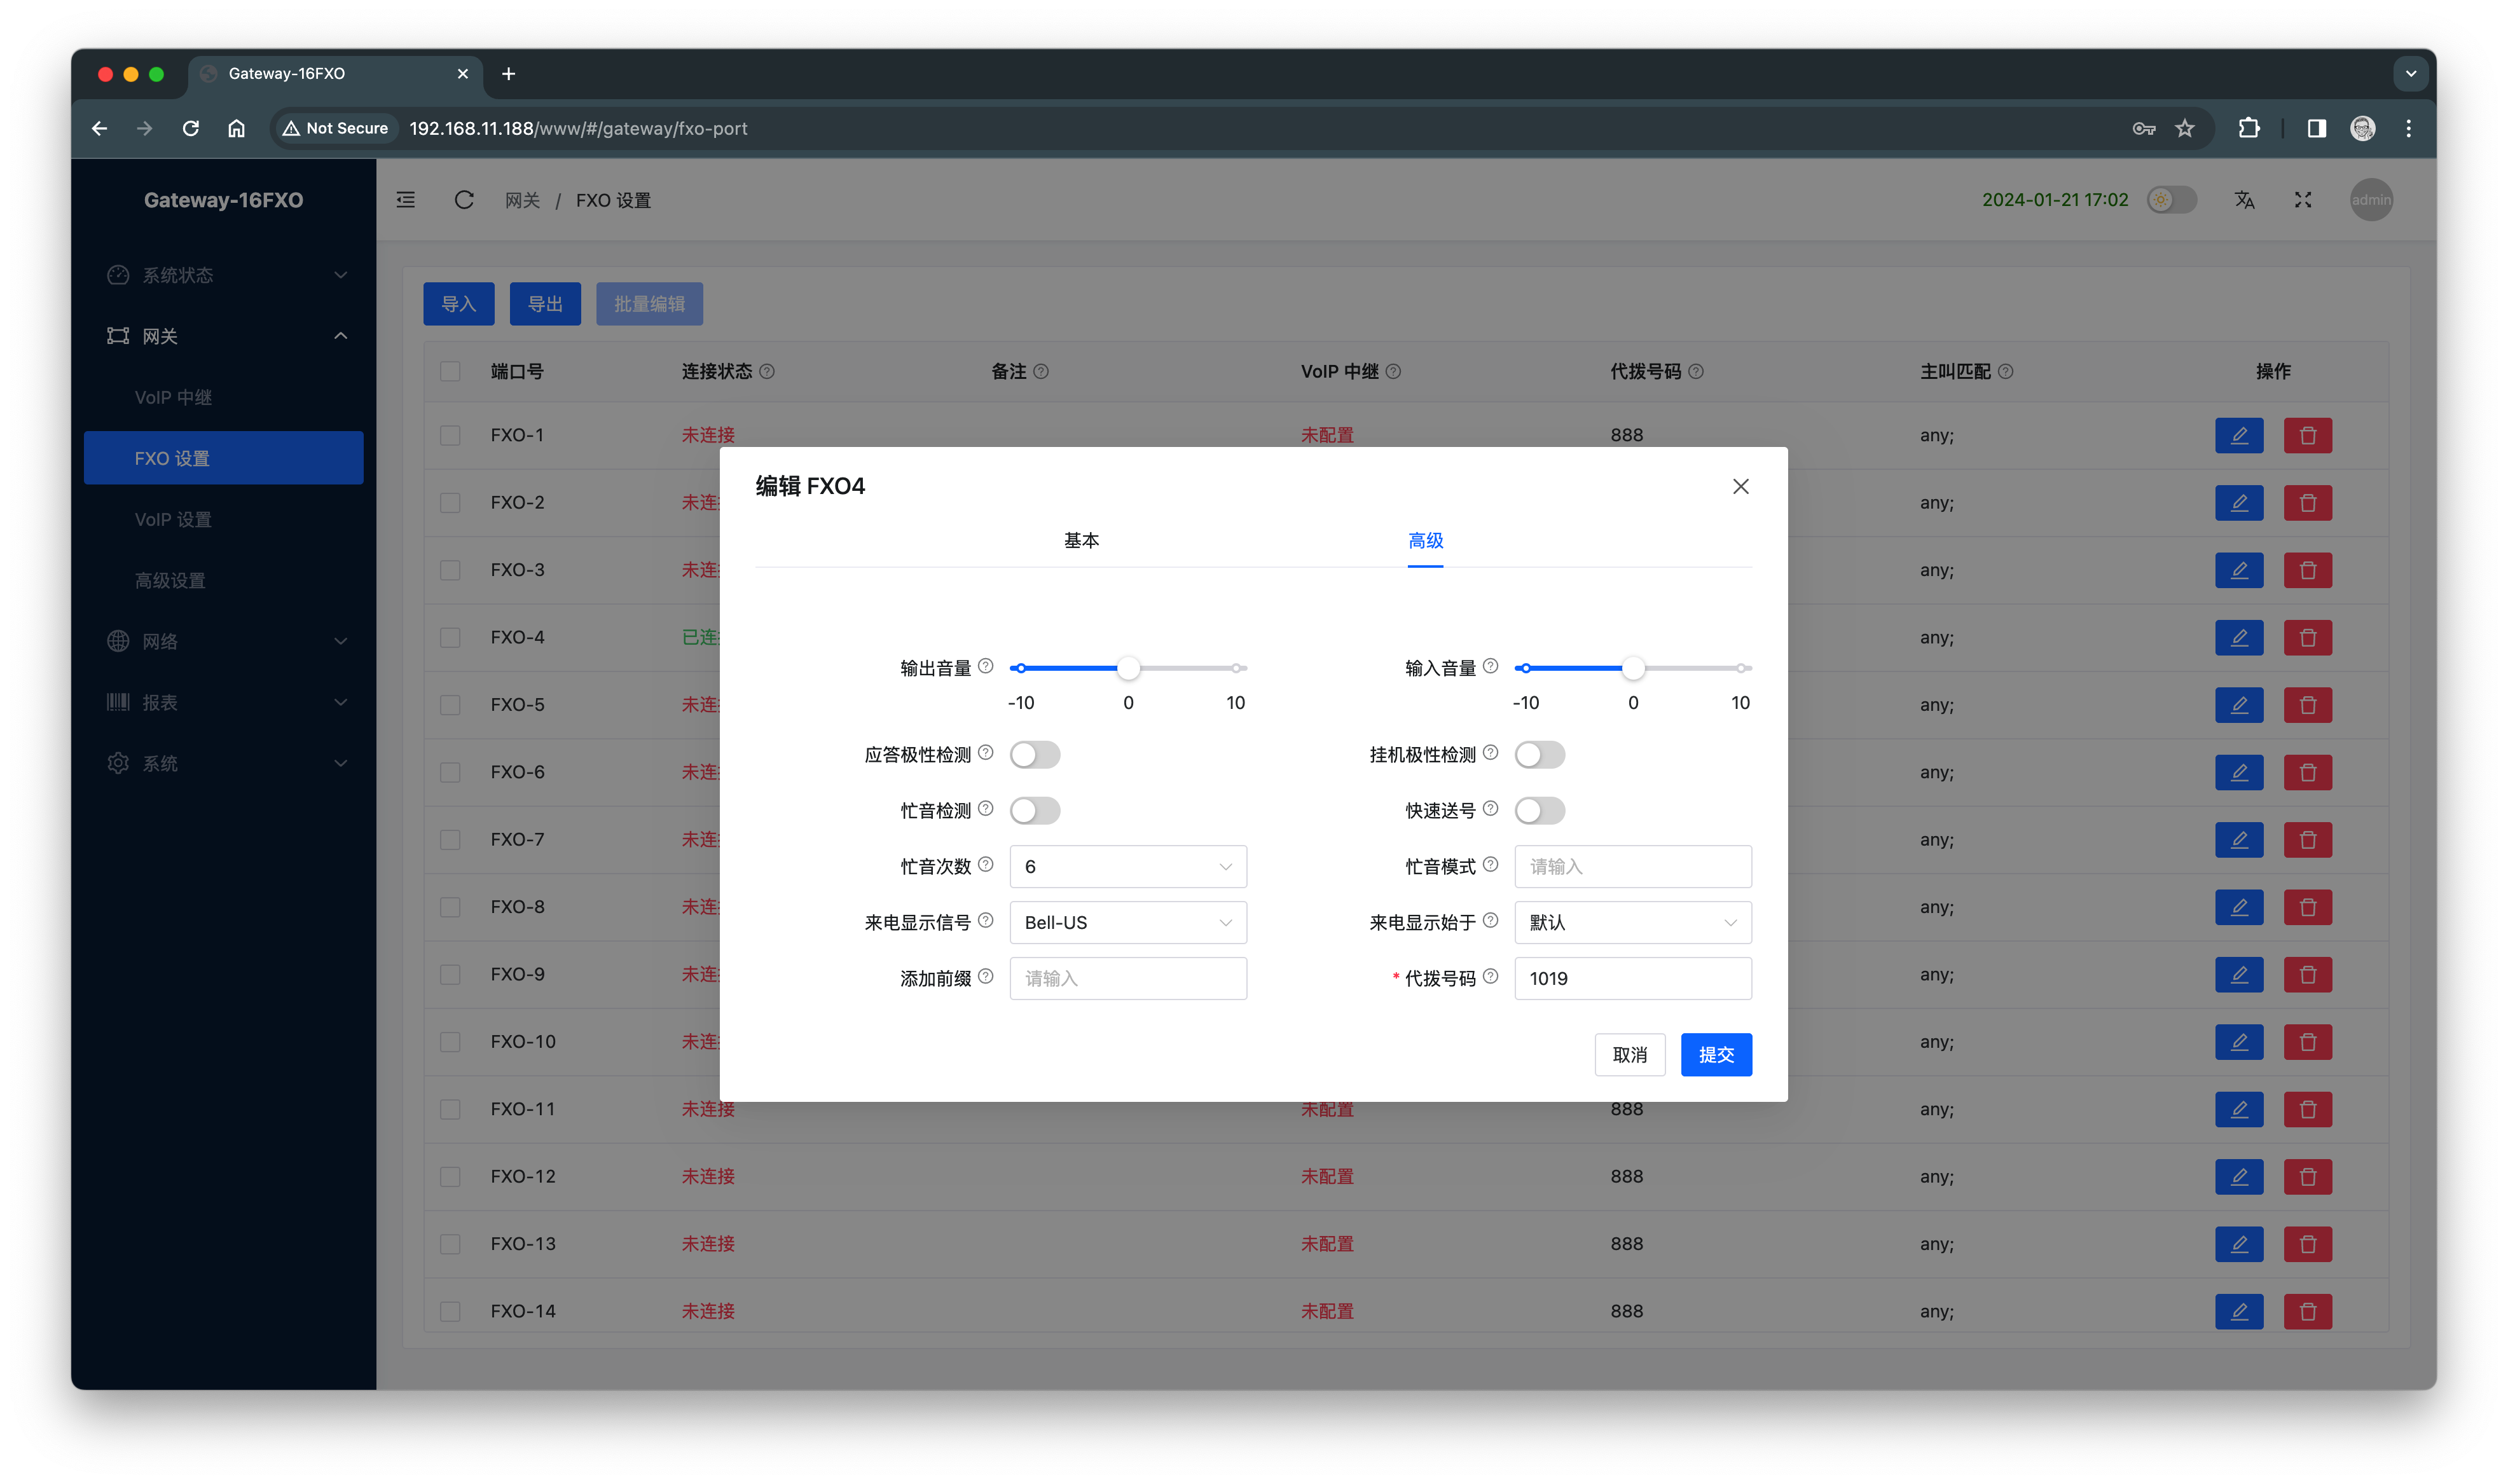 Gateway-16FXO
Not Secure 192.168.11.188/www/#/gateway/fxo-port
Gateway-16FXO
网关 / FXO 设置
2024-01-21 17:02
admin
系统状态
网关
VoIP 中继
FXO 设置
VoIP 设置
高级设置
网络
报表
系统
导入 导出 批量编辑
端口号 连接状态 备注 VoIP 中继 代拨号码 主叫匹配 操作
FXO-1 未连接 未配置 888 any;
FXO-2 未连 any;
FXO-3 未连 any;
FXO-4 已连 any;
FXO-5 未连 any;
FXO-6 未连 any;
FXO-7 未连 any;
FXO-8 未连 any;
FXO-9 未连 any;
FXO-10 未连 any;
FXO-11 未连接 未配置 888 any;
FXO-12 未连接 未配置 888 any;
FXO-13 未连接 未配置 888 any;
FXO-14 未连接 未配置 888 any;
编辑 FXO4
基本 高级
输出音量 -10 0 10
输入音量 -10 0 10
应答极性检测 挂机极性检测
忙音检测 快速送号
忙音次数 6 忙音模式 请输入
来电显示信号 Bell-US 来电显示始于 默认
添加前缀 请输入 * 代拨号码 1019
取消 提交